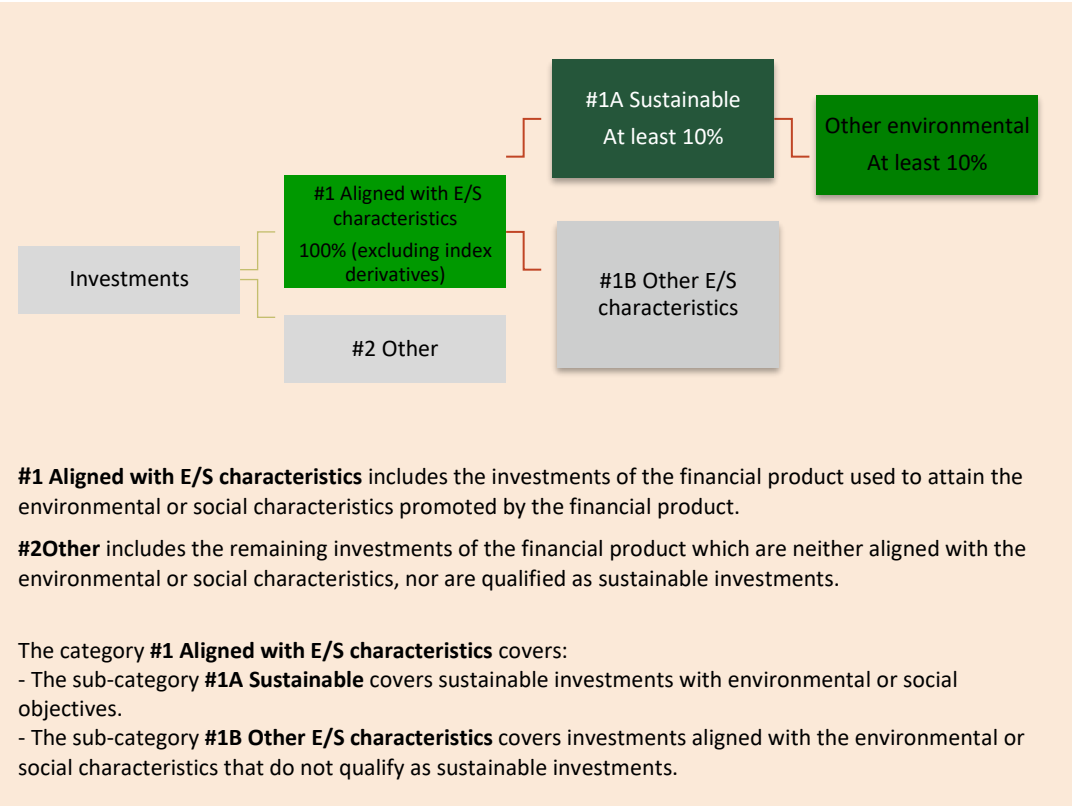 #1A Sustainable
At least 10%
Other environmental
At least 10%
#1 Aligned with E/S
characteristics
100% (excluding index
derivatives)
Investments
#1B Other E/S
characteristics
#2 Other
#1 Aligned with E/S characteristics includes the investments of the financial product used to attain the
environmental or social characteristics promoted by the financial product.
#2Other includes the remaining investments of the financial product which are neither aligned with the
environmental or social characteristics, nor are qualified as sustainable investments.
The category #1 Aligned with E/S characteristics covers:
- The sub-category #1A Sustainable covers sustainable investments with environmental or social
objectives.
- The sub-category #1B Other E/S characteristics covers investments aligned with the environmental or
social characteristics that do not qualify as sustainable investments.